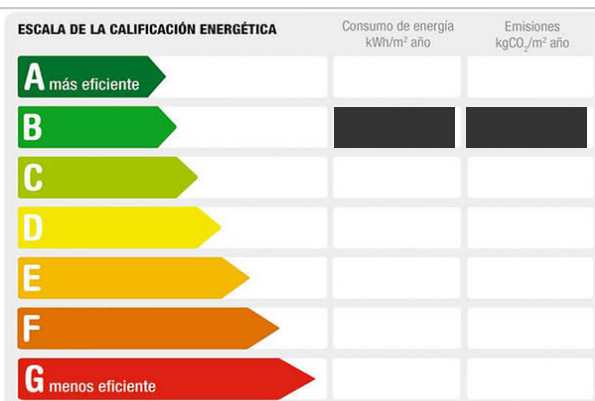 ESCALA DE LA CALIFICACIÓN ENERGÉTICA
Consumo de energía
kWh/m² año
Emisiones
kgCO₂/m² año
A más eficiente
B
C
D
E
F
G menos eficiente